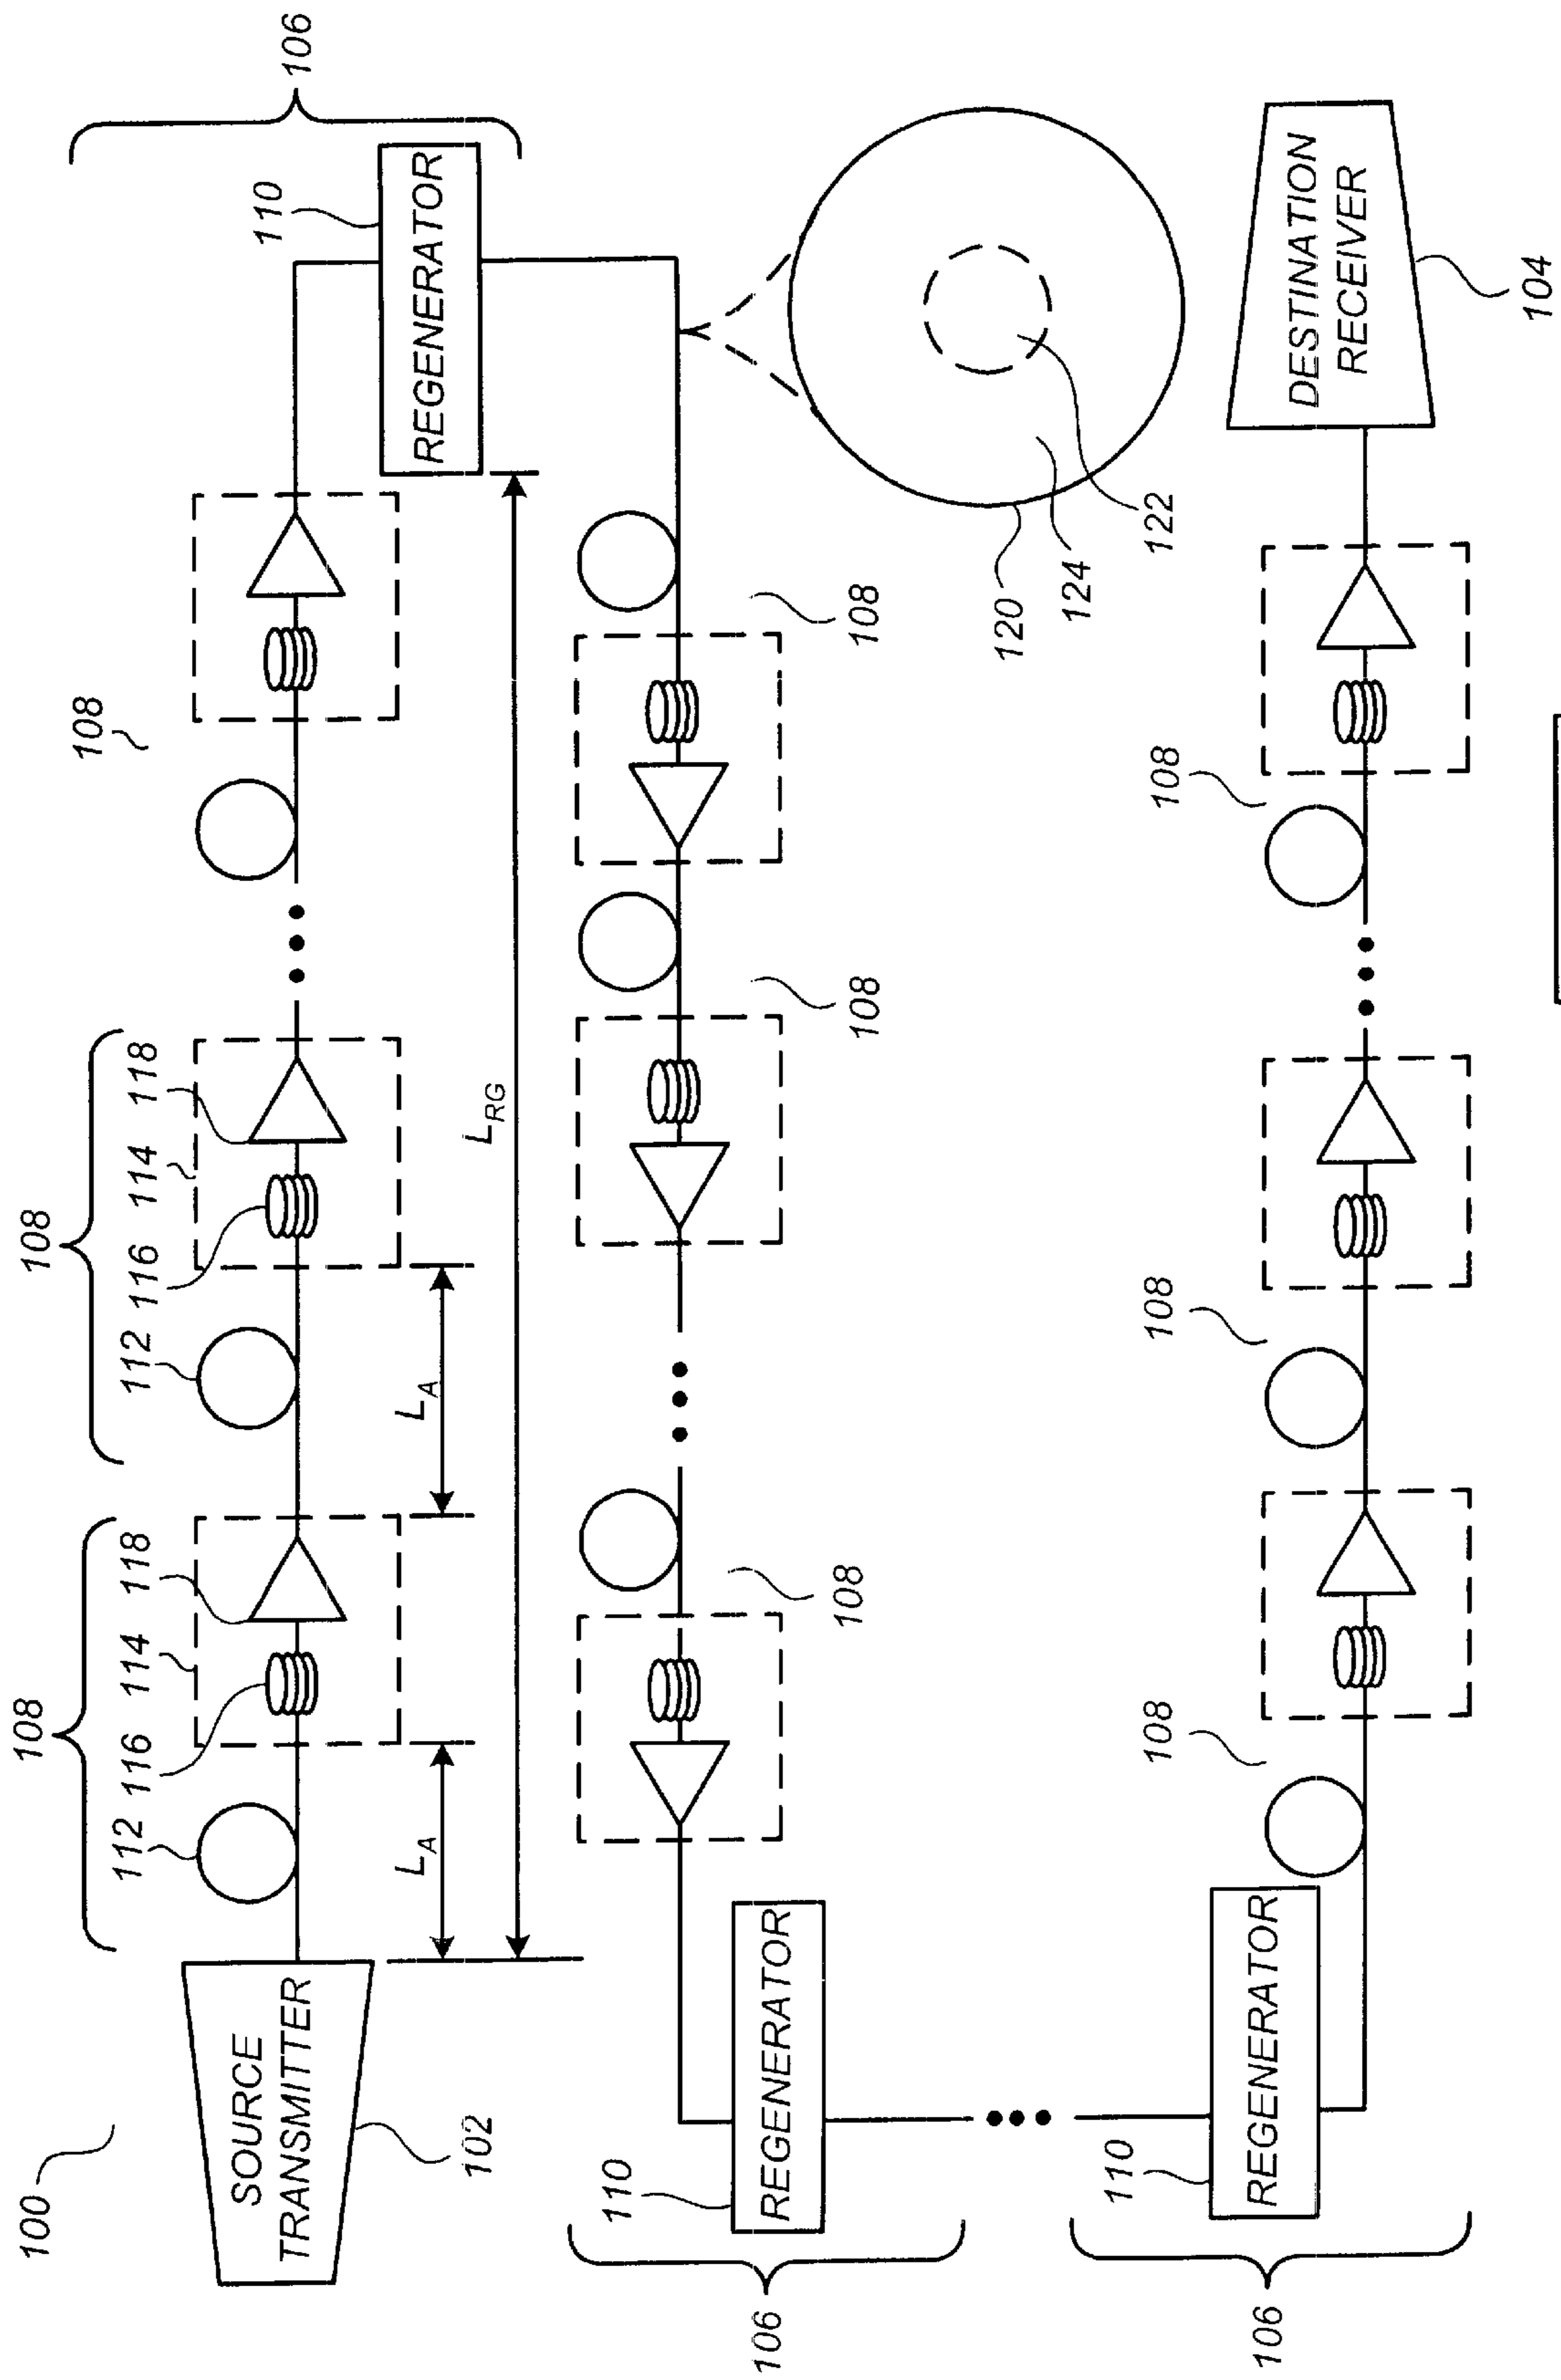 100
SOURCE
TRANSMITTER
102
108
112
116
114
118
108
112
116
114
118
108
106
110
REGENERATOR
L_A
L_A
L_RG
108
108
108
120
124
122
110
REGENERATOR
106
110
REGENERATOR
106
108
108
108
DESTINATION
RECEIVER
104